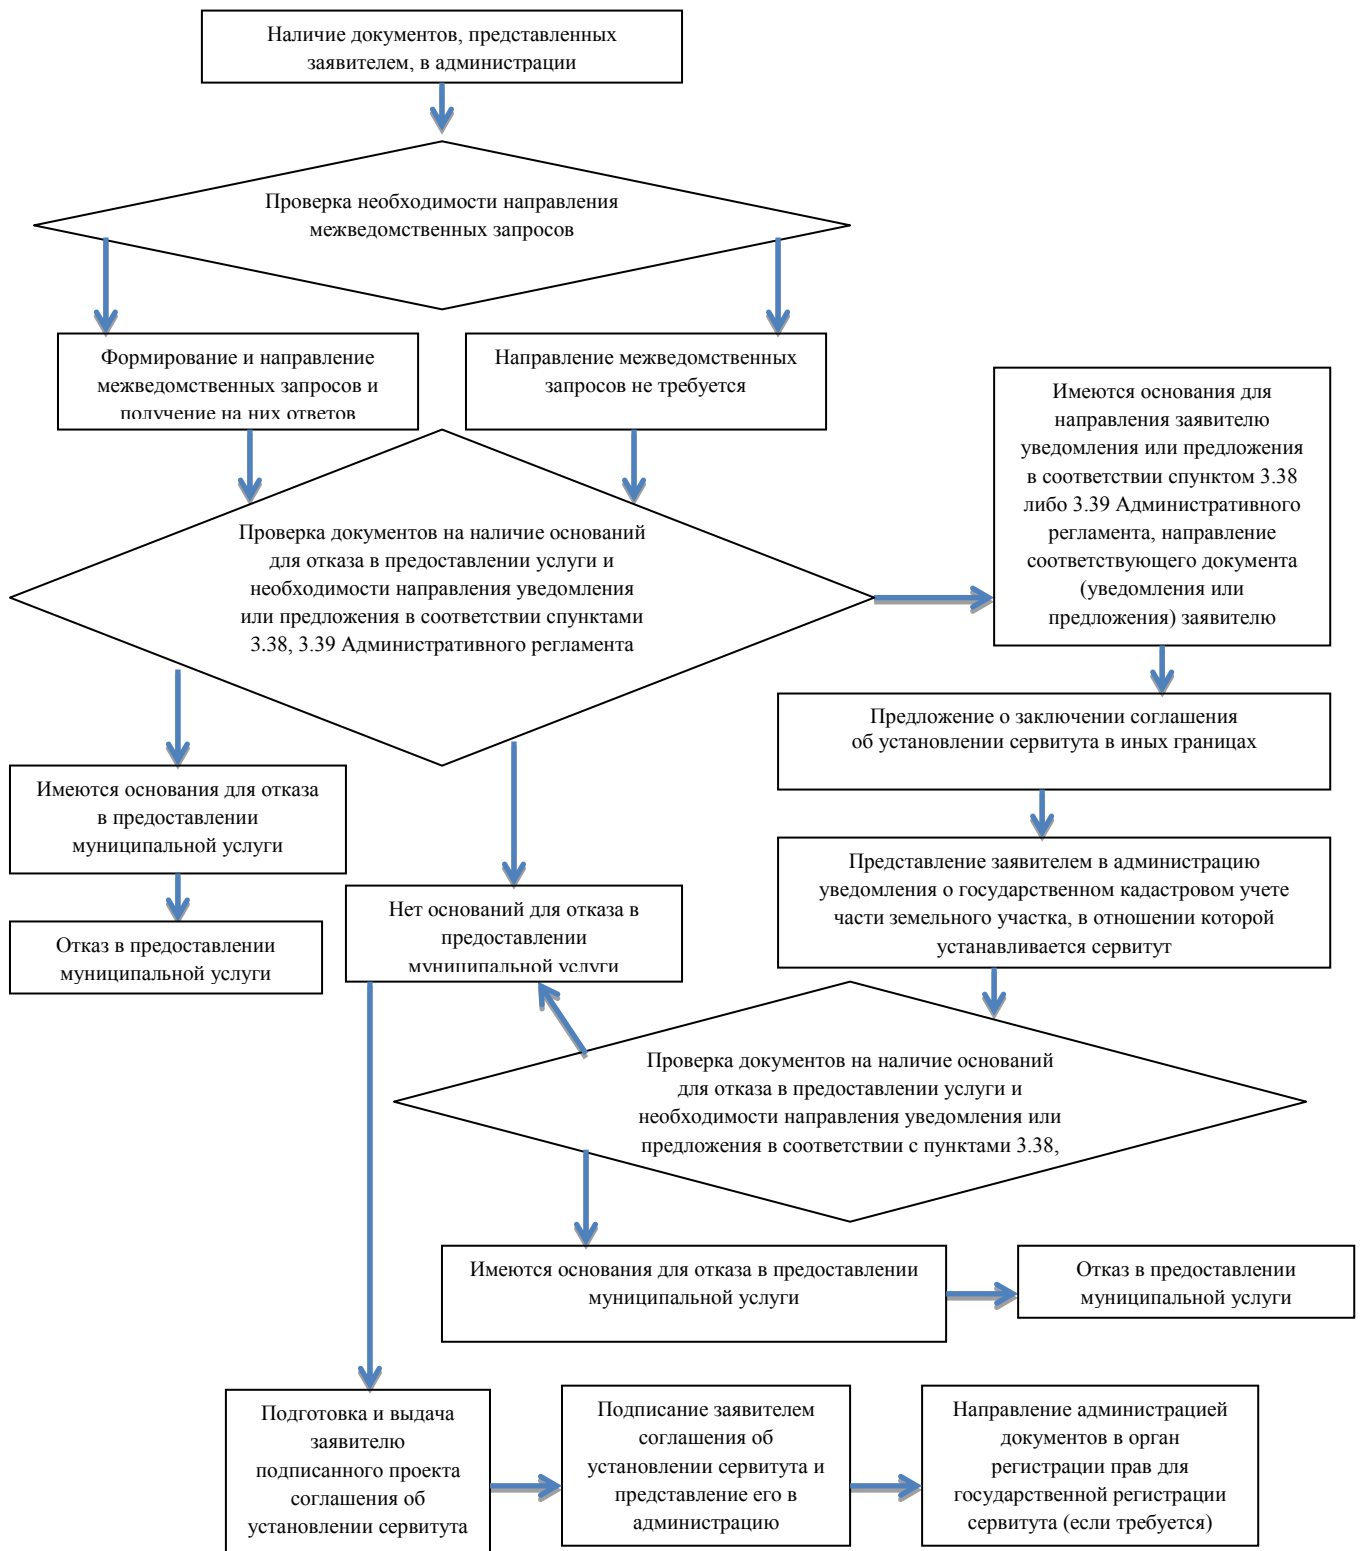 Наличие документов, представленных
заявителем, в администрации
Проверка необходимости направления
межведомственных запросов
Формирование и направление
межведомственных запросов и
получение на них ответов
Направление межведомственных
запросов не требуется
Имеются основания для
направления заявителю
уведомления или предложения
в соответствии спунктом 3.38
либо 3.39 Административного
регламента, направление
соответствующего документа
(уведомления или
предложения) заявителю
Проверка документов на наличие оснований
для отказа в предоставлении услуги и
необходимости направления уведомления
или предложения в соответствии спунктами
3.38, 3.39 Административного регламента
Предложение о заключении соглашения
об установлении сервитута в иных границах
Имеются основания для отказа
в предоставлении
муниципальной услуги
Представление заявителем в администрацию
уведомления о государственном кадастровом учете
части земельного участка, в отношении которой
устанавливается сервитут
Нет оснований для отказа в
предоставлении
муниципальной услуги
Отказ в предоставлении
муниципальной услуги
Проверка документов на наличие оснований
для отказа в предоставлении услуги и
необходимости направления уведомления или
предложения в соответствии с пунктами 3.38,
Имеются основания для отказа в предоставлении
муниципальной услуги
Отказ в предоставлении
муниципальной услуги
Подготовка и выдача
заявителю
подписанного проекта
соглашения об
установлении сервитута
Подписание заявителем
соглашения об
установлении сервитута и
представление его в
администрацию
Направление администрацией
документов в орган
регистрации прав для
государственной регистрации
сервитута (если требуется)